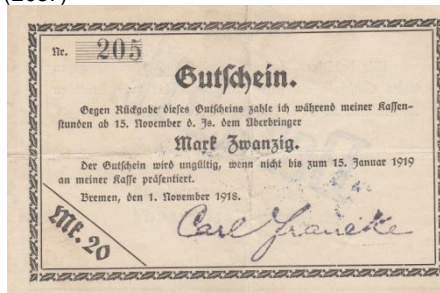 Nr. 205
Gutschein.
Gegen Rückgabe dieses Gutscheins zahle ich während meiner Kassen-
stunden ab 15. November d. Js. dem Überbringer
Mark Zwanzig.
Der Gutschein wird ungültig, wenn nicht bis zum 15. Januar 1919
an meiner Kasse präsentiert.
Bremen, den 1. November 1918.
Mk. 20
Carl Francke